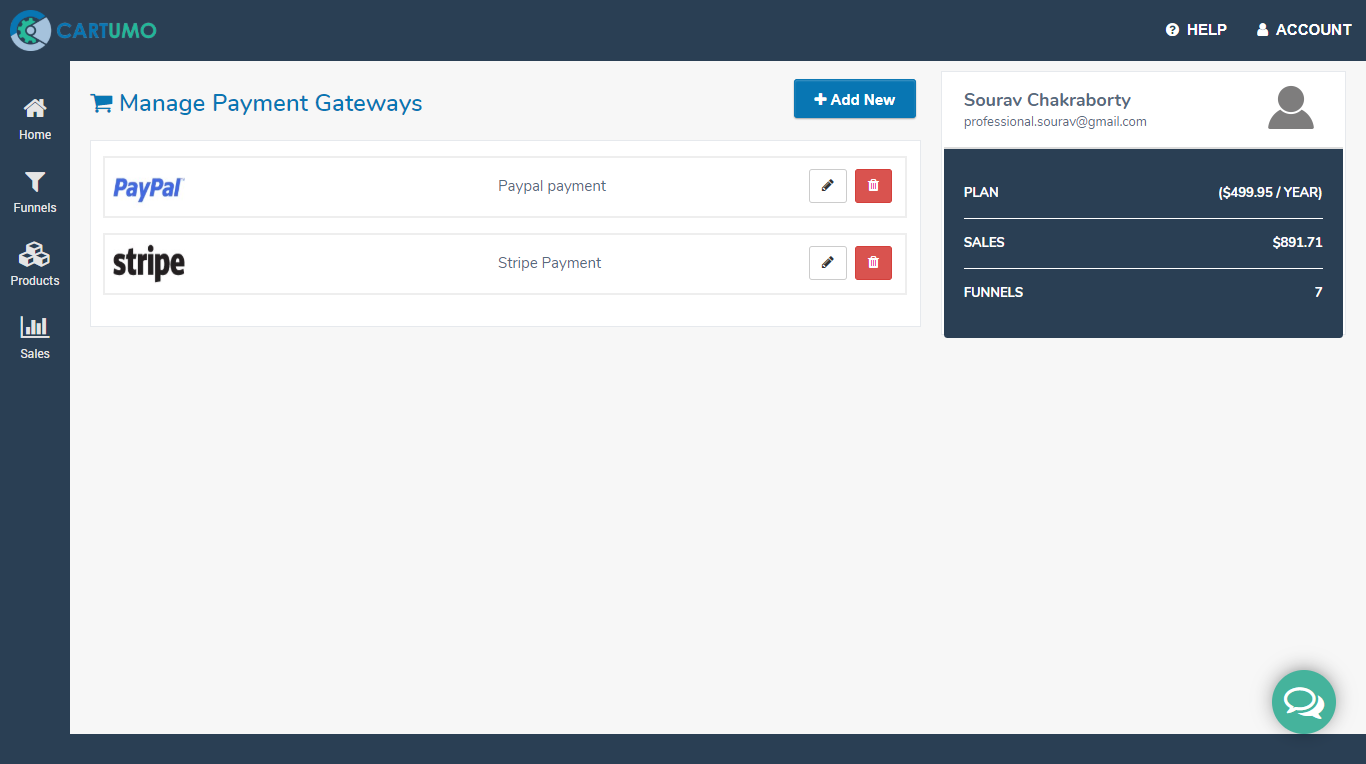 CARTUMO
HELP
ACCOUNT
Home
Funnels
Products
Sales
Manage Payment Gateways
Add New
PayPal
Paypal payment
stripe
Stripe Payment
Sourav Chakraborty
professional.sourav@gmail.com
PLAN ($499.95 / YEAR)
SALES $891.71
FUNNELS 7